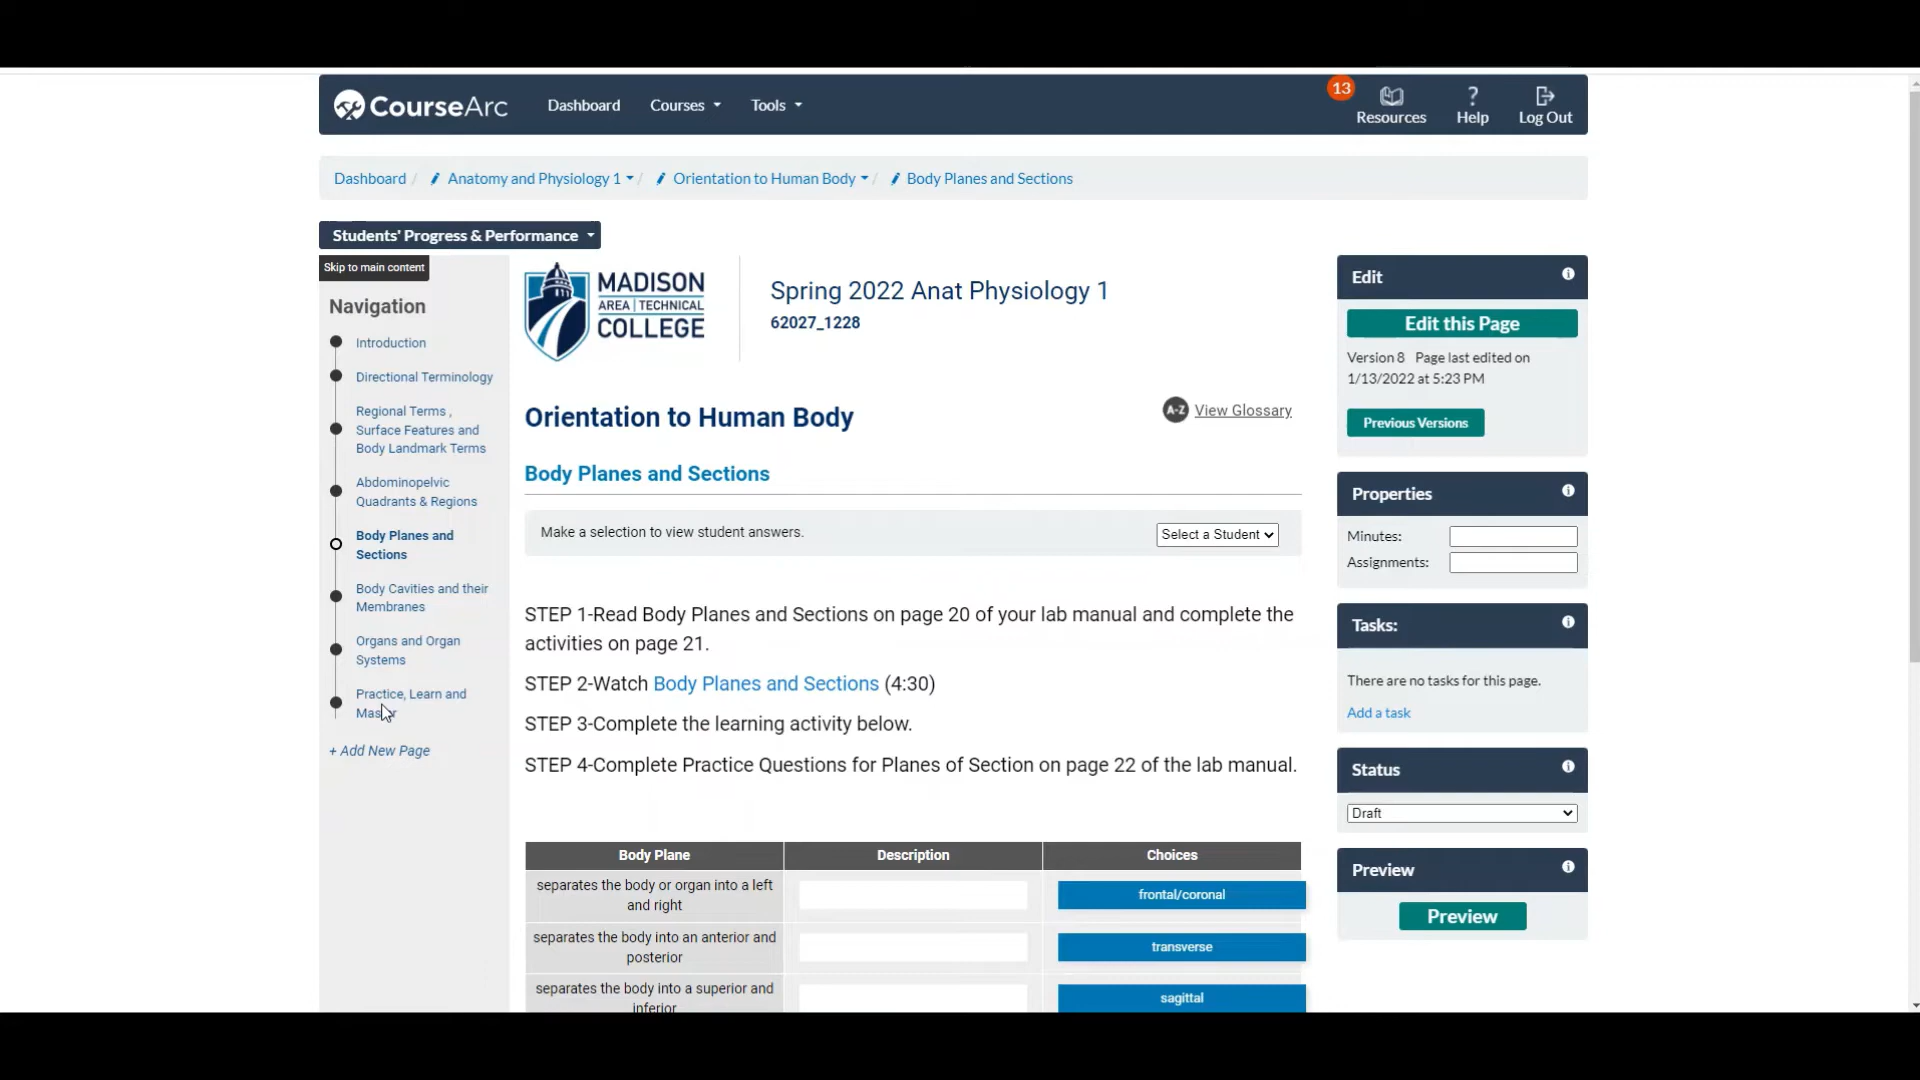 CourseArc
Dashboard
Courses
Tools
13
Resources
Help
Log Out
Dashboard /
Anatomy and Physiology 1 /
Orientation to Human Body /
Body Planes and Sections
Students' Progress & Performance
Skip to main content
Navigation
Introduction
Directional Terminology
Regional Terms ,
Surface Features and
Body Landmark Terms
Abdominopelvic
Quadrants & Regions
Body Planes and
Sections
Body Cavities and their
Membranes
Organs and Organ
Systems
Practice, Learn and
Master
+ Add New Page
MADISON
AREA | TECHNICAL
COLLEGE
Spring 2022 Anat Physiology 1
62027_1228
Orientation to Human Body
A-Z View Glossary
Body Planes and Sections
Make a selection to view student answers.
Select a Student
STEP 1-Read Body Planes and Sections on page 20 of your lab manual and complete the
activities on page 21.
STEP 2-Watch Body Planes and Sections (4:30)
STEP 3-Complete the learning activity below.
STEP 4-Complete Practice Questions for Planes of Section on page 22 of the lab manual.
Body Plane
Description
Choices
separates the body or organ into a left
and right
frontal/coronal
separates the body into an anterior and
posterior
transverse
separates the body into a superior and
inferior
sagittal
Edit
Edit this Page
Version 8 Page last edited on
1/13/2022 at 5:23 PM
Previous Versions
Properties
Minutes:
Assignments:
Tasks:
There are no tasks for this page.
Add a task
Status
Draft
Preview
Preview